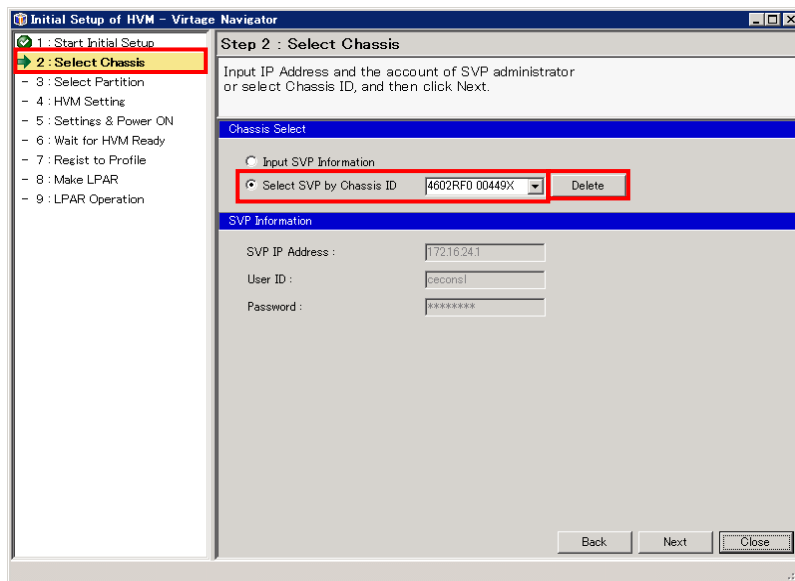 Initial Setup of HVM - Virtage Navigator
1 : Start Initial Setup
2 : Select Chassis
- 3 : Select Partition
- 4 : HVM Setting
- 5 : Settings & Power ON
- 6 : Wait for HVM Ready
- 7 : Regist to Profile
- 8 : Make LPAR
- 9 : LPAR Operation
Step 2 : Select Chassis
Input IP Address and the account of SVP administrator
or select Chassis ID, and then click Next.
Chassis Select
Input SVP Information
Select SVP by Chassis ID 4602RF0 00449X Delete
SVP Information
SVP IP Address : 172.16.24.1
User ID : ceconsl
Password : ********
Back Next Close